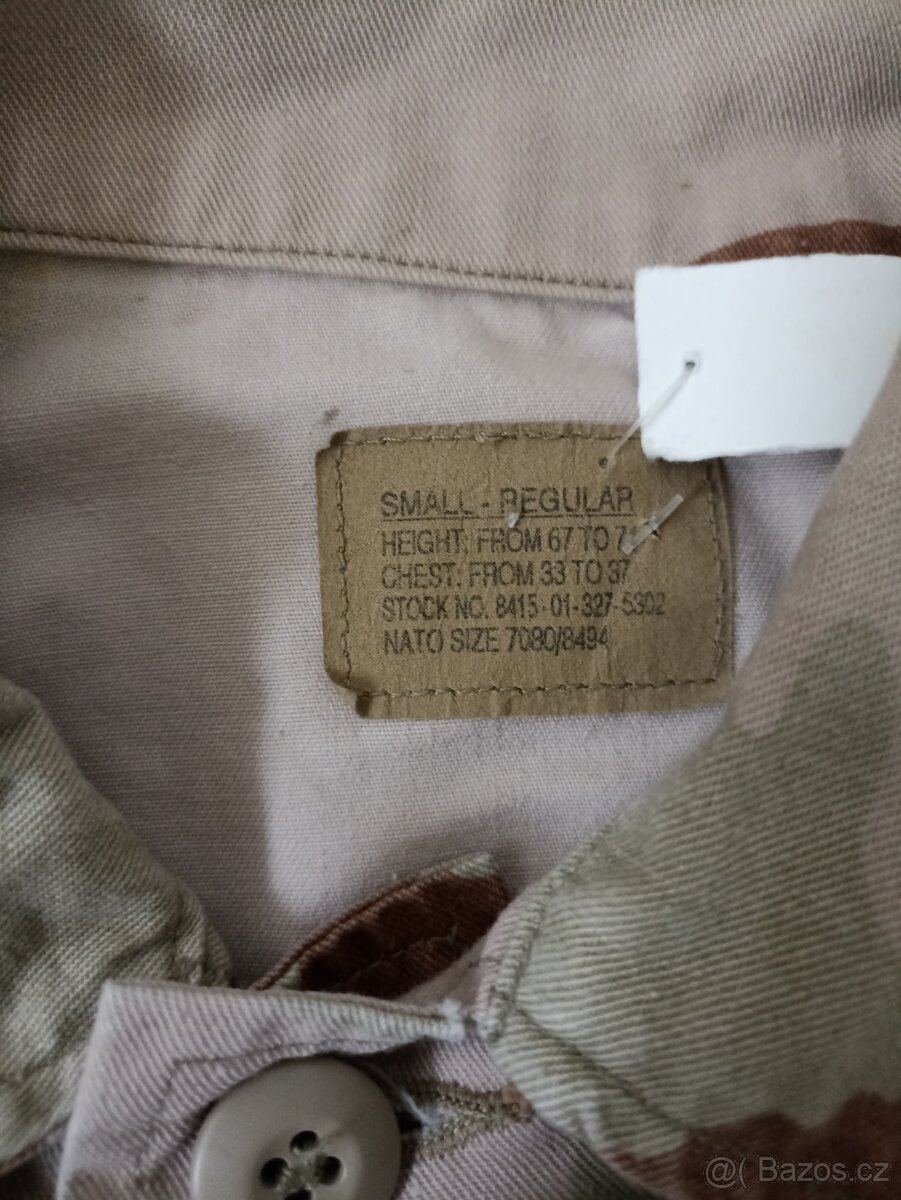 SMALL - REGULAR
HEIGHT: FROM 67 TO 71
CHEST: FROM 33 TO 37
STOCK NO. 8415-01-327-5302
NATO SIZE 7080/8494
@( Bazos.cz